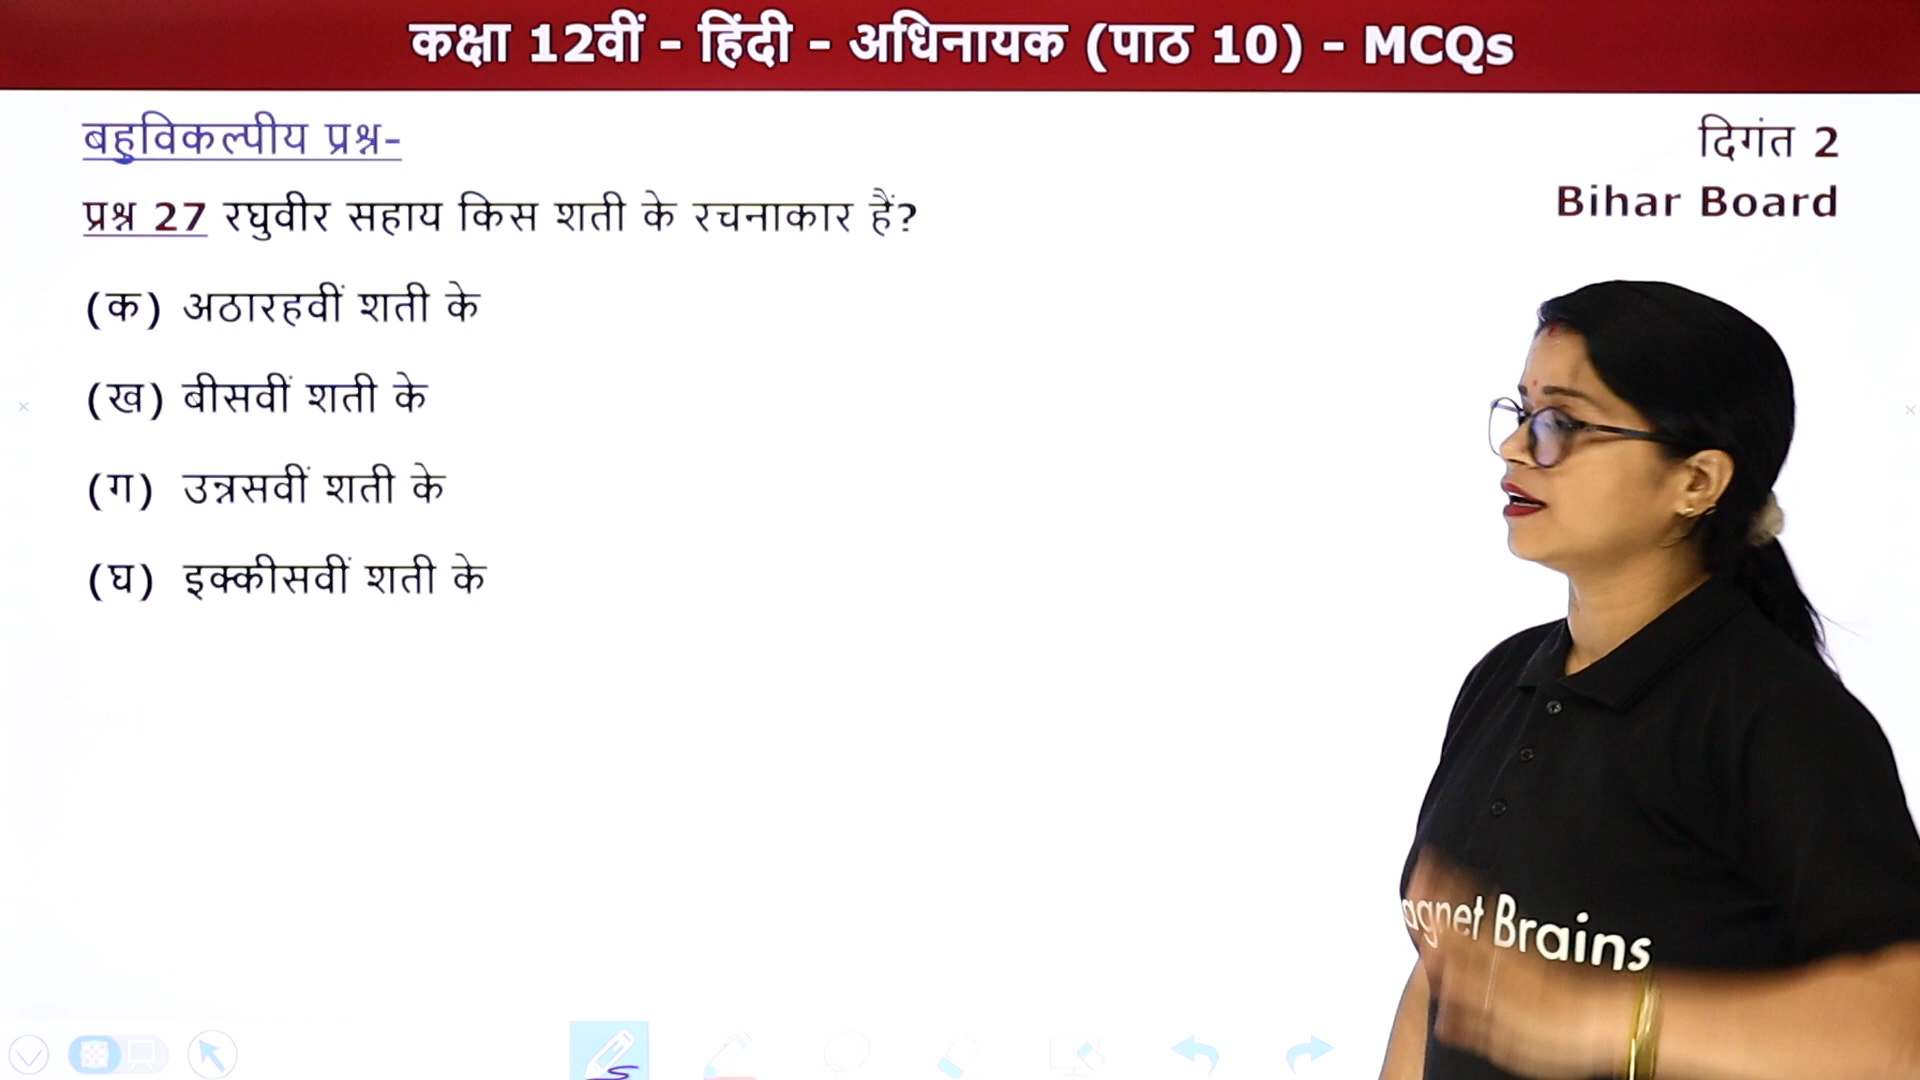 कक्षा 12वीं - हिंदी - अधिनायक (पाठ 10) - MCQs
बहुविकल्पीय प्रश्न-
दिगंत 2
Bihar Board
प्रश्न 27 रघुवीर सहाय किस शती के रचनाकार हैं?
(क) अठारहवीं शती के
(ख) बीसवीं शती के
(ग) उन्नसवीं शती के
(घ) इक्कीसवीं शती के
agnet Brains